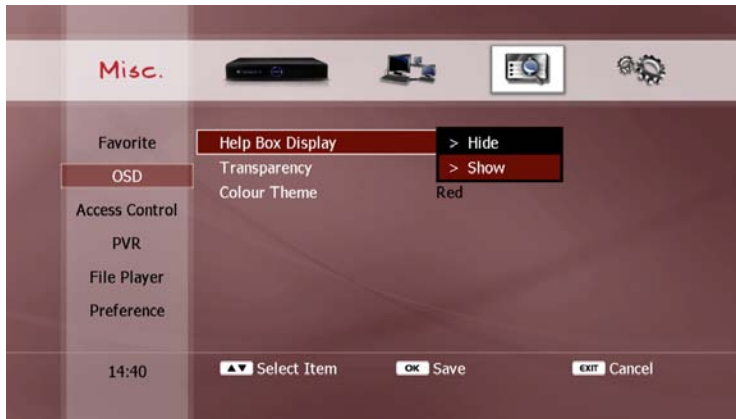 Misc.
Favorite
OSD
Access Control
PVR
File Player
Preference
Help Box Display
> Hide
Transparency
> Show
Colour Theme
Red
14:40
▲▼ Select Item
OK Save
EXIT Cancel